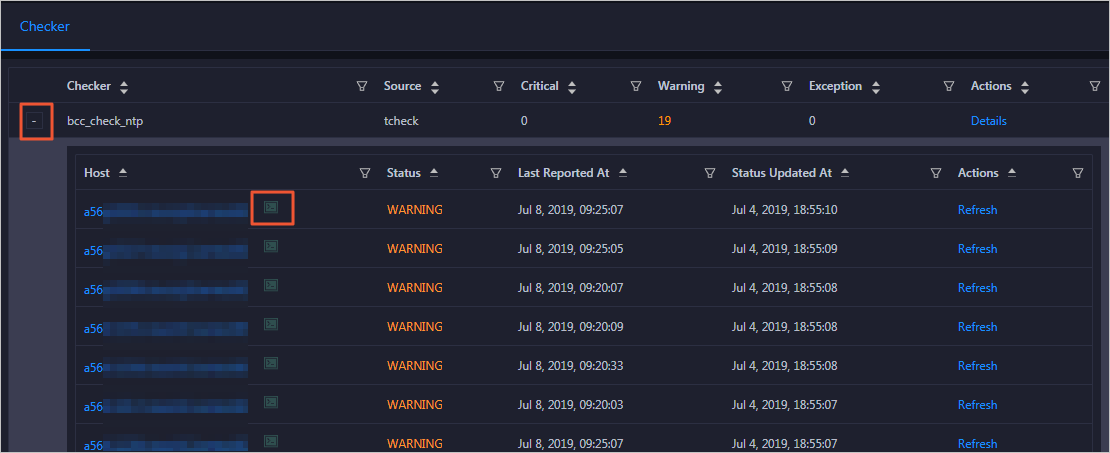 Checker
Checker Source Critical Warning Exception Actions
- bcc_check_ntp tcheck 0 19 0 Details
Host Status Last Reported At Status Updated At Actions
a56 WARNING Jul 8, 2019, 09:25:07 Jul 4, 2019, 18:55:10 Refresh
a56 WARNING Jul 8, 2019, 09:25:05 Jul 4, 2019, 18:55:09 Refresh
a56 WARNING Jul 8, 2019, 09:20:07 Jul 4, 2019, 18:55:08 Refresh
a56 WARNING Jul 8, 2019, 09:20:09 Jul 4, 2019, 18:55:08 Refresh
a56 WARNING Jul 8, 2019, 09:20:33 Jul 4, 2019, 18:55:08 Refresh
a56 WARNING Jul 8, 2019, 09:20:03 Jul 4, 2019, 18:55:07 Refresh
a56 WARNING Jul 8, 2019, 09:25:07 Jul 4, 2019, 18:55:07 Refresh